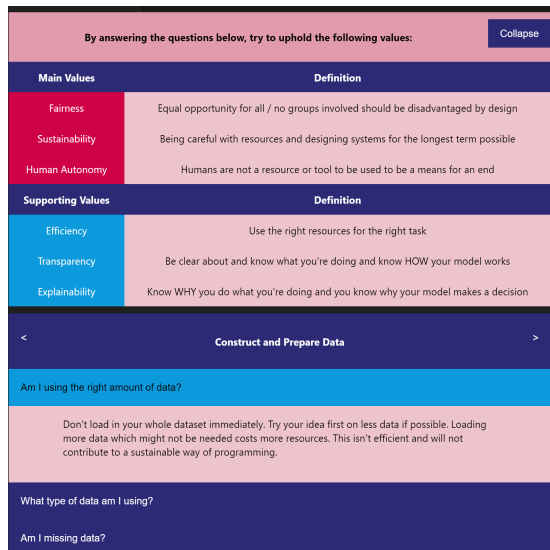 By answering the questions below, try to uphold the following values:
Collapse
Main Values Definition
Fairness Equal opportunity for all / no groups involved should be disadvantaged by design
Sustainability Being careful with resources and designing systems for the longest term possible
Human Autonomy Humans are not a resource or tool to be used to be a means for an end
Supporting Values Definition
Efficiency Use the right resources for the right task
Transparency Be clear about and know what you're doing and know HOW your model works
Explainability Know WHY you do what you're doing and you know why your model makes a decision
< Construct and Prepare Data >
Am I using the right amount of data?
Don't load in your whole dataset immediately. Try your idea first on less data if possible. Loading
more data which might not be needed costs more resources. This isn't efficient and will not
contribute to a sustainable way of programming.
What type of data am I using?
Am I missing data?